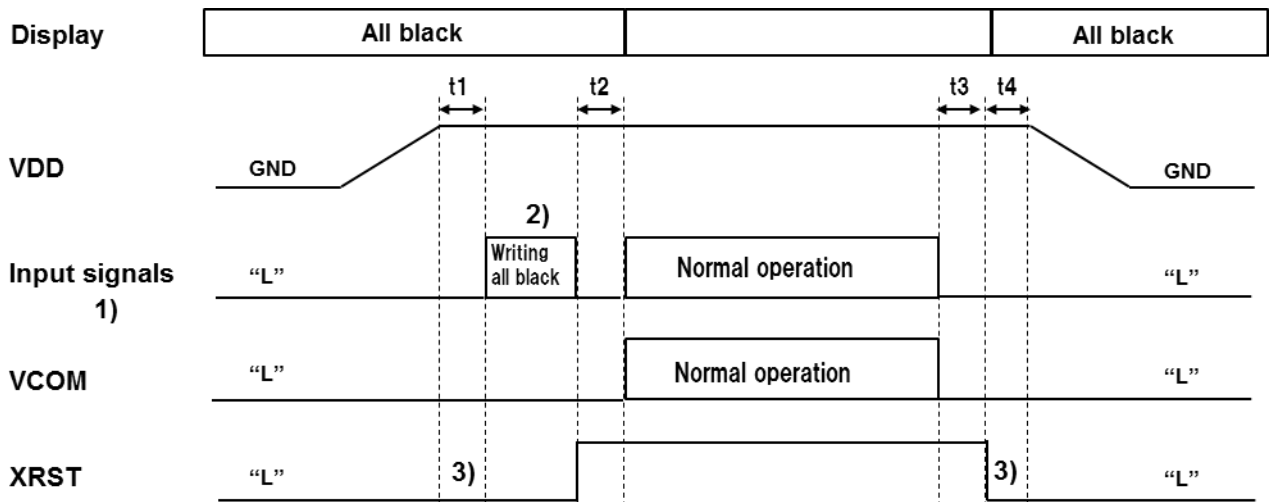 Display All black All black
t1 t2 t3 t4
VDD GND GND
2)
Input signals “L” Writing Normal operation “L”
all black
1)
VCOM “L” Normal operation “L”
XRST “L” 3) 3) “L”